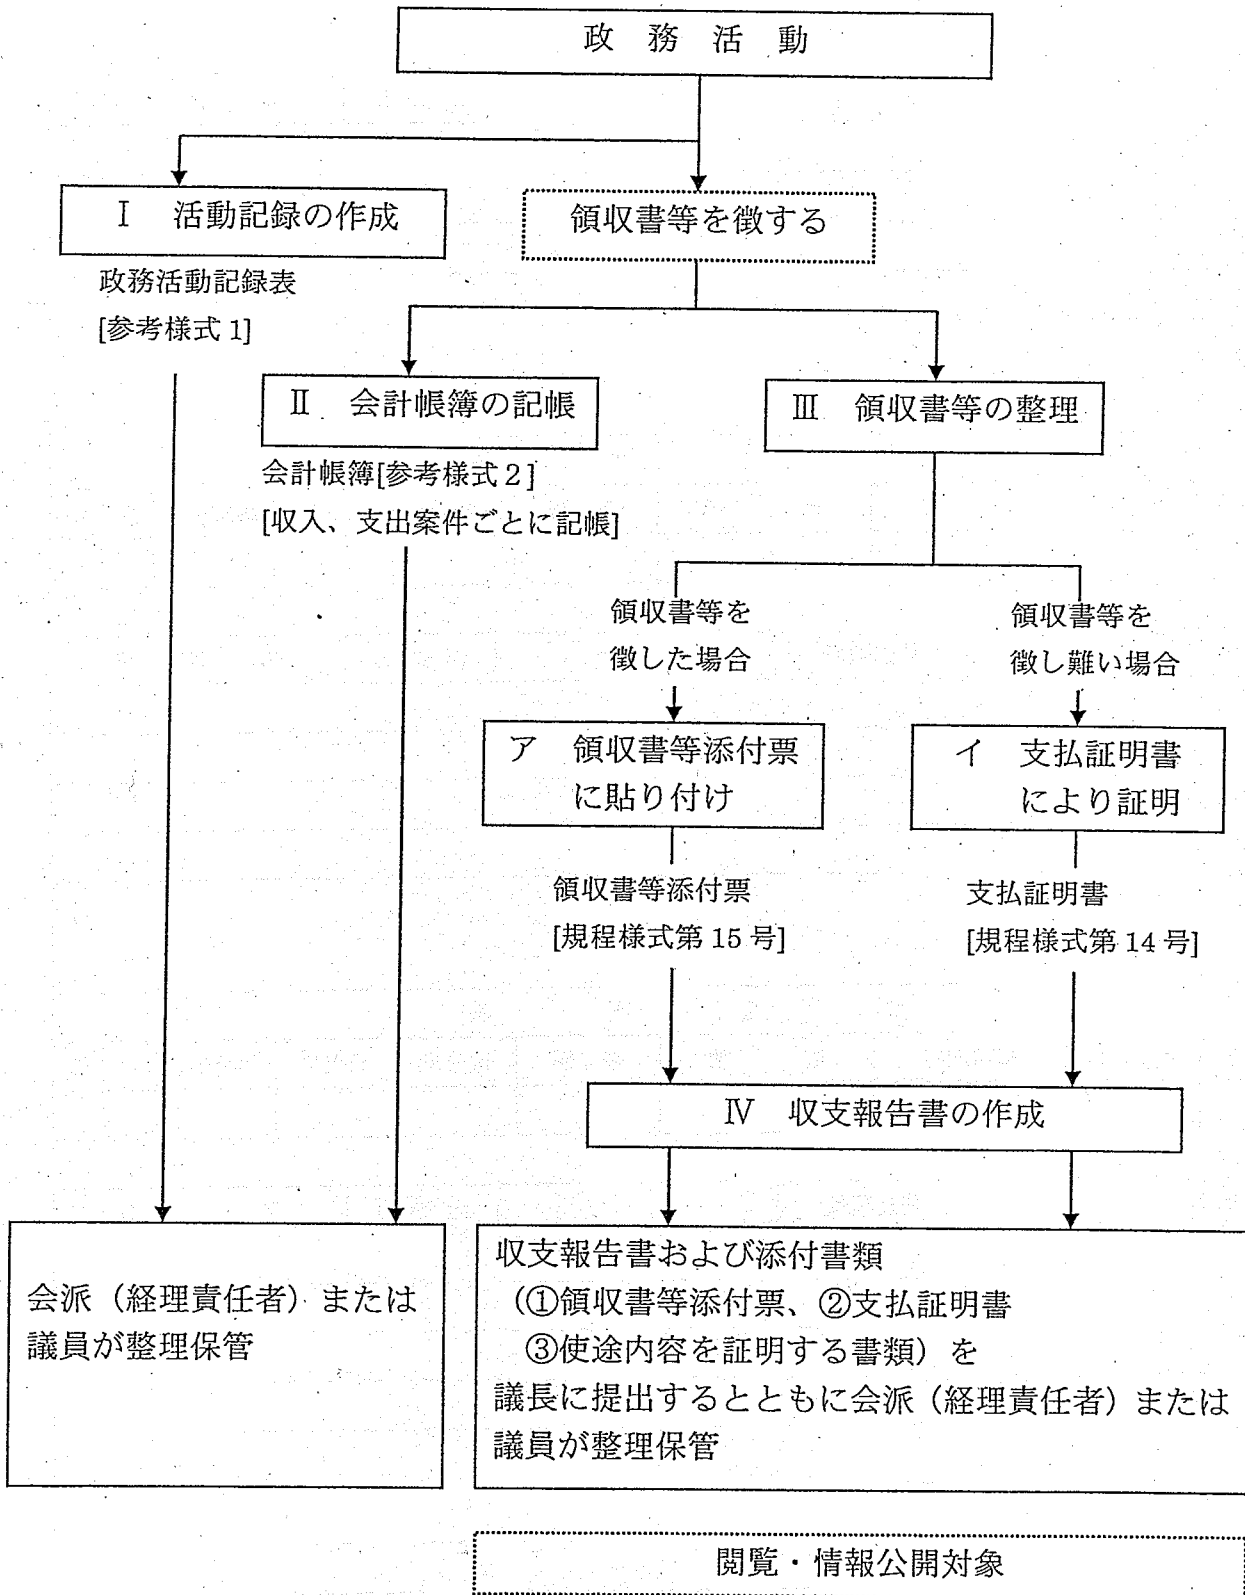 政 務 活 動
Ⅰ 活動記録の作成
領収書等を徴する
政務活動記録表
[参考様式1]
Ⅱ 会計帳簿の記帳
Ⅲ 領収書等の整理
会計帳簿[参考様式2]
[収入、支出案件ごとに記帳]
領収書等を
徴した場合
領収書等を
徴し難い場合
ア 領収書等添付票
に貼り付け
イ 支払証明書
により証明
領収書等添付票
[規程様式第15号]
支払証明書
[規程様式第14号]
Ⅳ 収支報告書の作成
会派（経理責任者）または
議員が整理保管
収支報告書および添付書類
（①領収書等添付票、②支払証明書
③使途内容を証明する書類）を
議長に提出するとともに会派（経理責任者）または
議員が整理保管
閲覧・情報公開対象